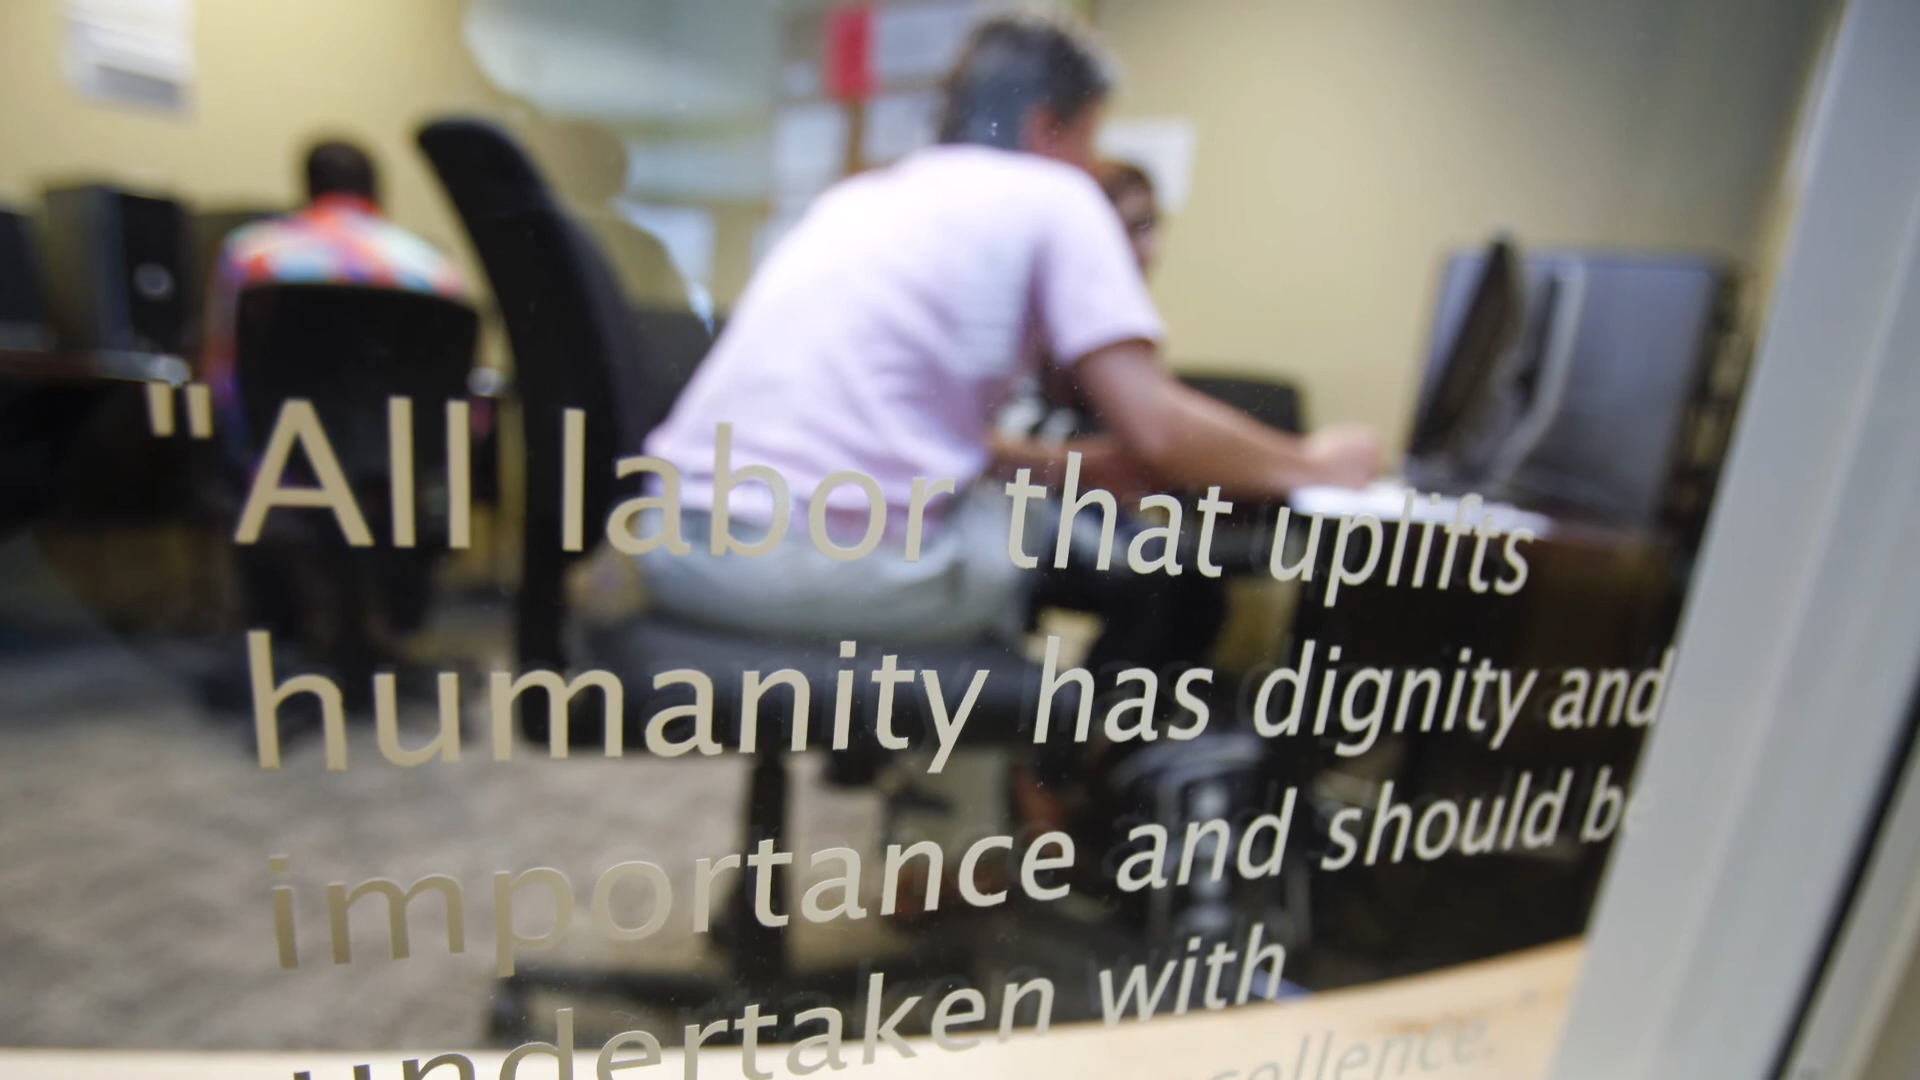 "All labor that uplifts
humanity has dignity and
importance and should be
undertaken with